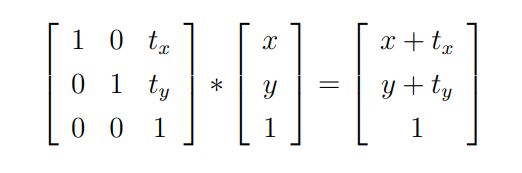 1 0 t_x x x + t_x
0 1 t_y * y = y + t_y
0 0 1 1 1